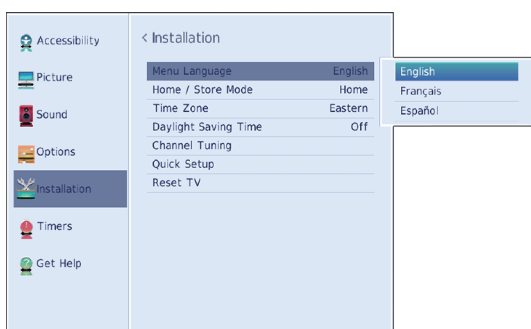 Accessibility
Picture
Sound
Options
Installation
Timers
Get Help
< Installation
Menu Language English
Home / Store Mode Home
Time Zone Eastern
Daylight Saving Time Off
Channel Tuning
Quick Setup
Reset TV
English
Français
Español